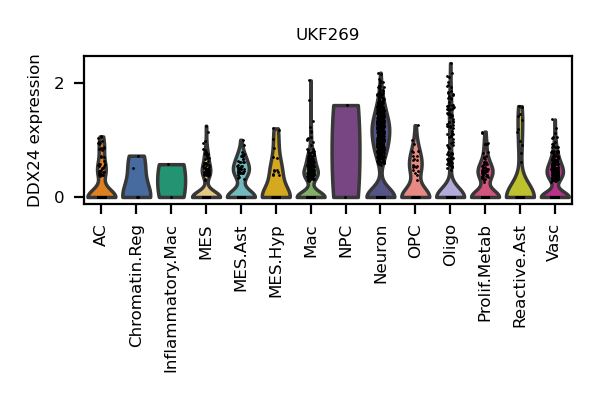 UKF269
DDX24 expression
2
0
AC
Chromatin.Reg
Inflammatory.Mac
MES
MES.Ast
MES.Hyp
Mac
NPC
Neuron
OPC
Oligo
Prolif.Metab
Reactive.Ast
Vasc